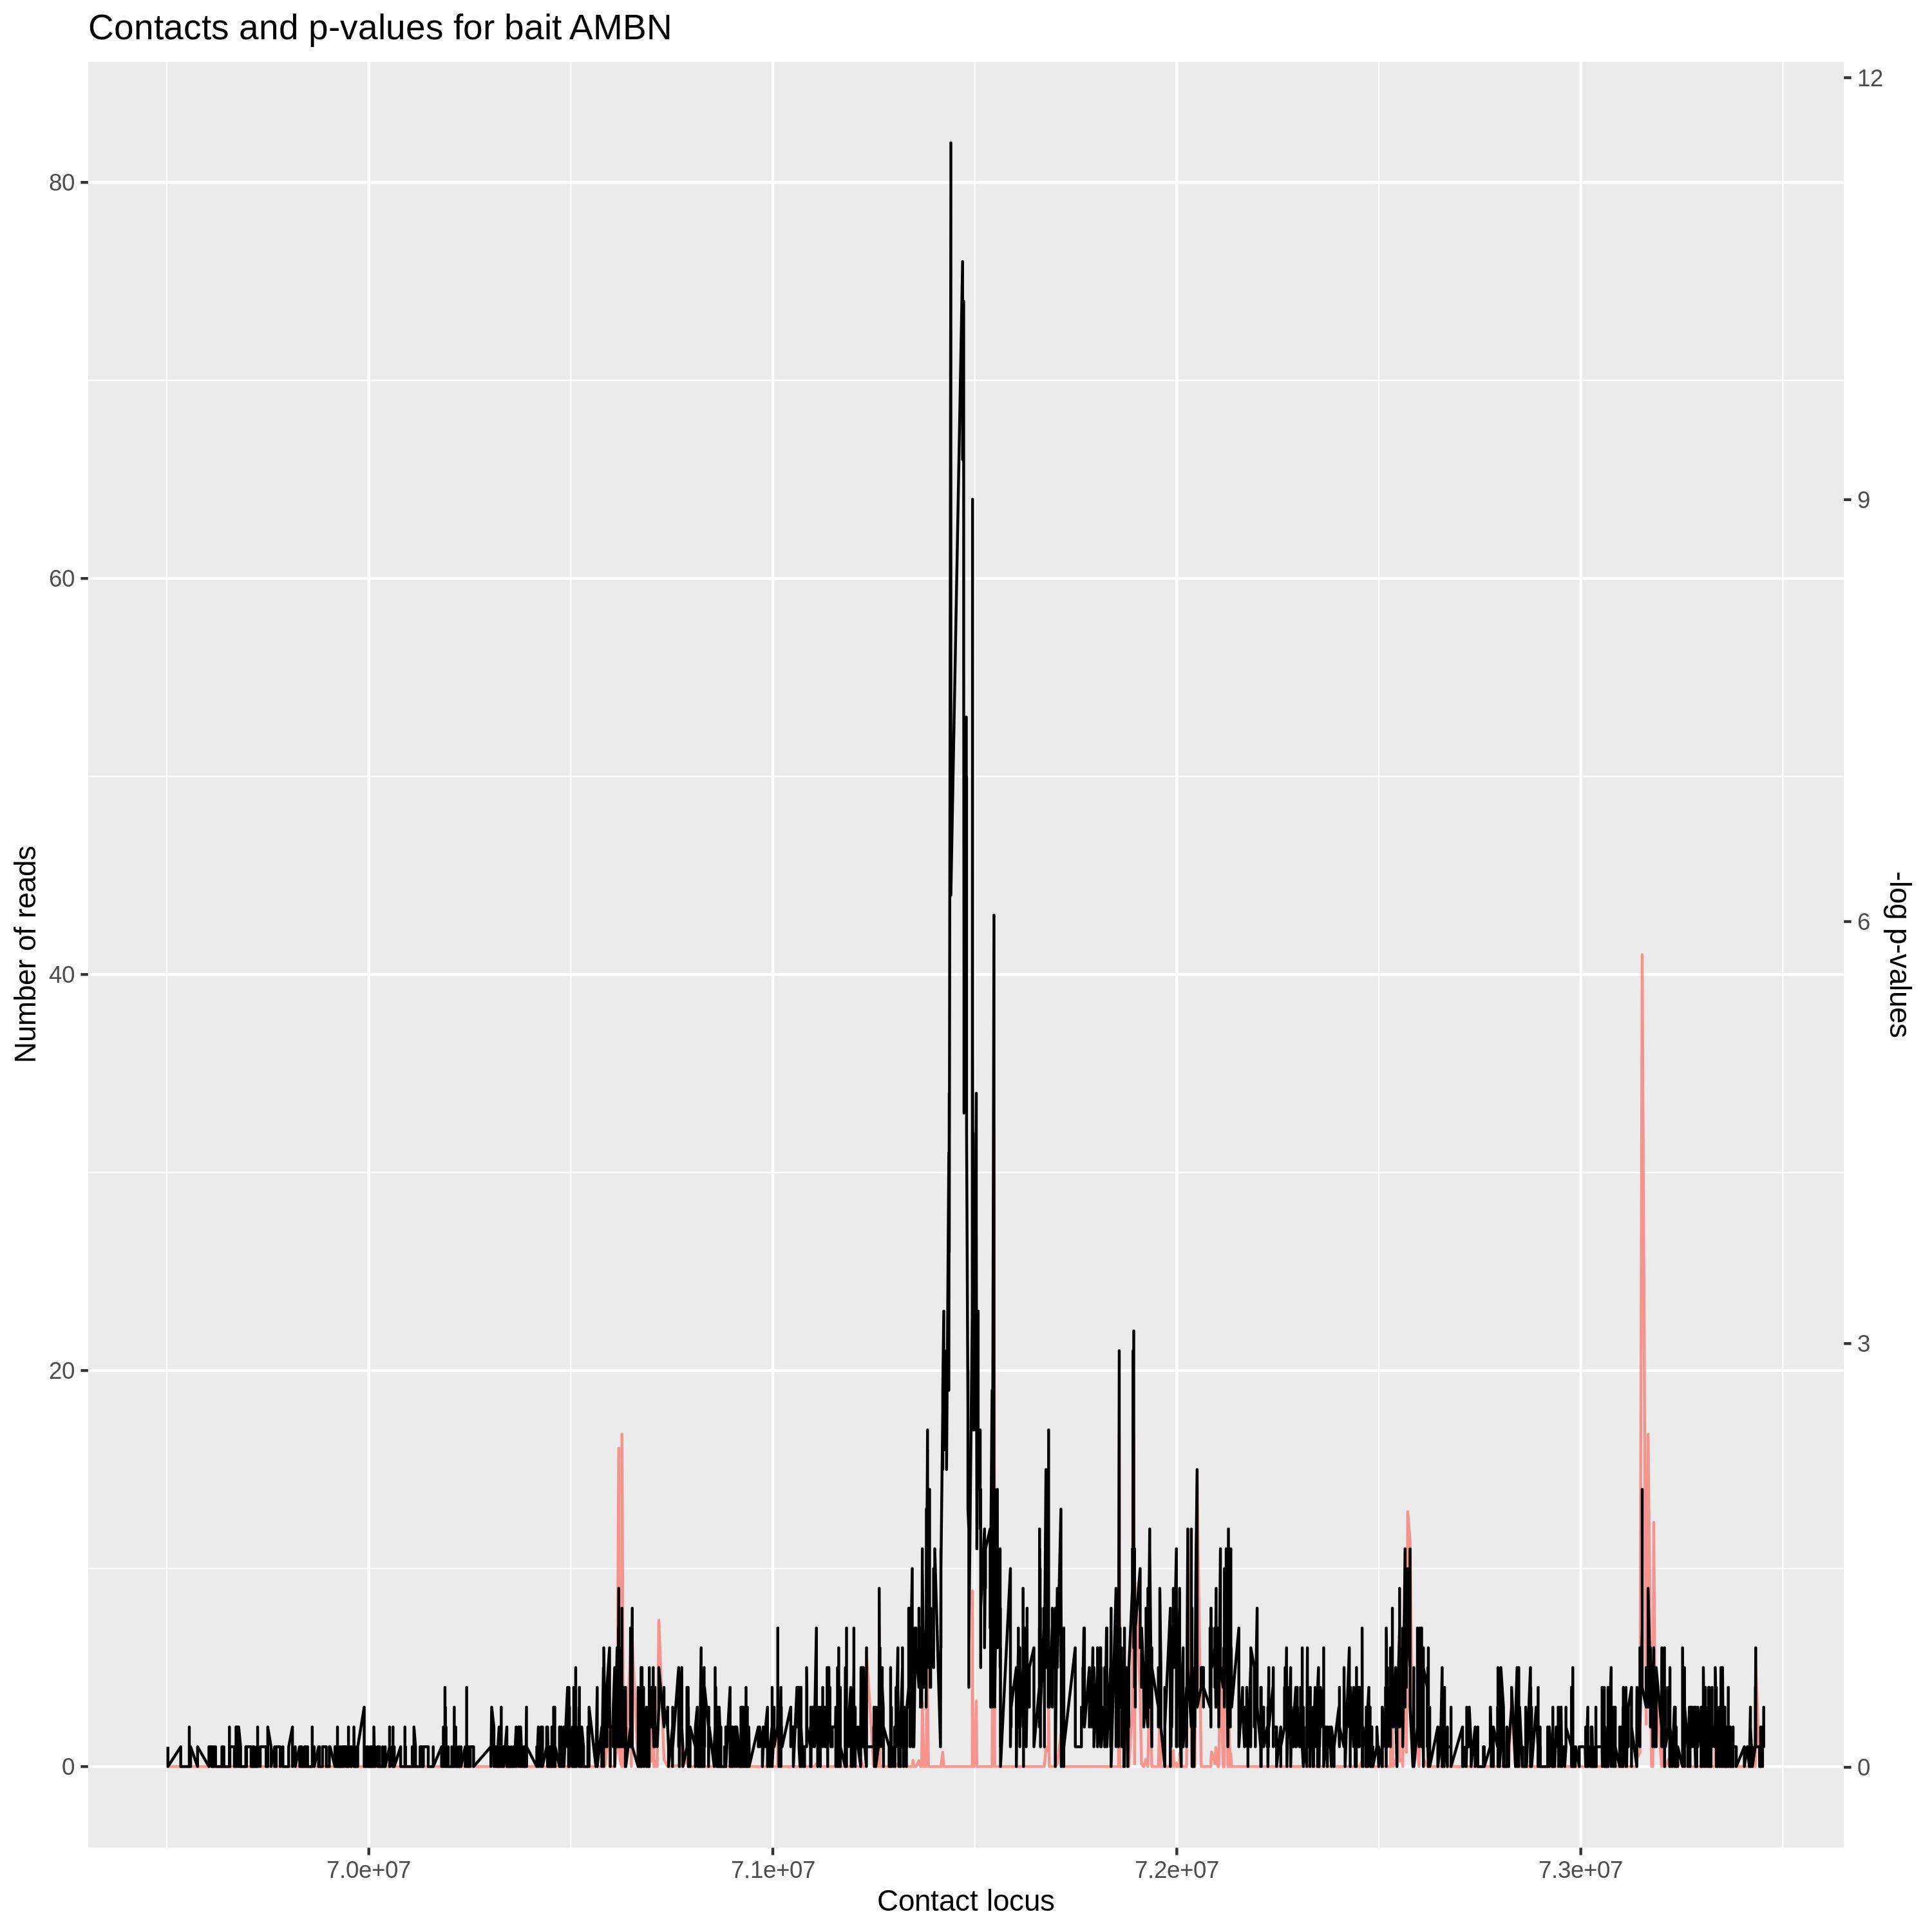 Contacts and p-values for bait AMBN
12
80
9
60
Number of reads
-log p-values
6
40
3
20
0
0
7.0e+07
7.1e+07
7.2e+07
7.3e+07
Contact locus